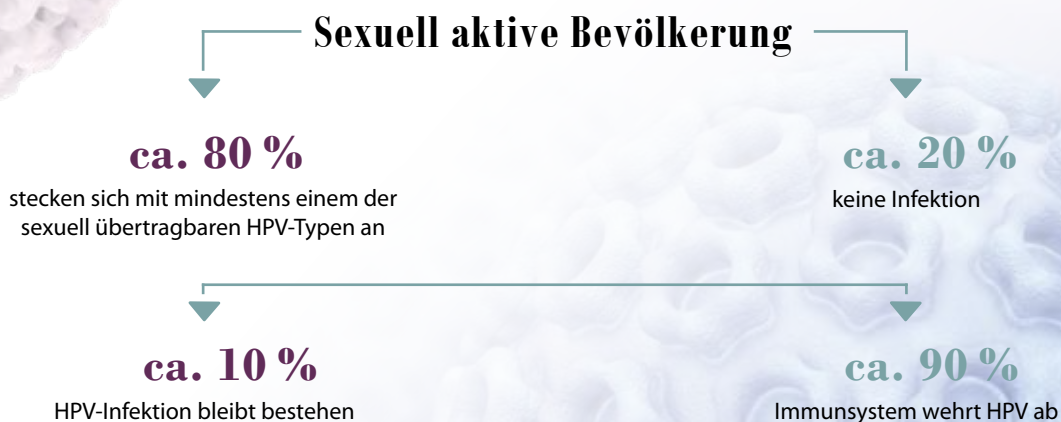 Sexuell aktive Bevölkerung
ca. 80 %
stecken sich mit mindestens einem der
sexuell übertragbaren HPV-Typen an
ca. 20 %
keine Infektion
ca. 10 %
HPV-Infektion bleibt bestehen
ca. 90 %
Immunsystem wehrt HPV ab